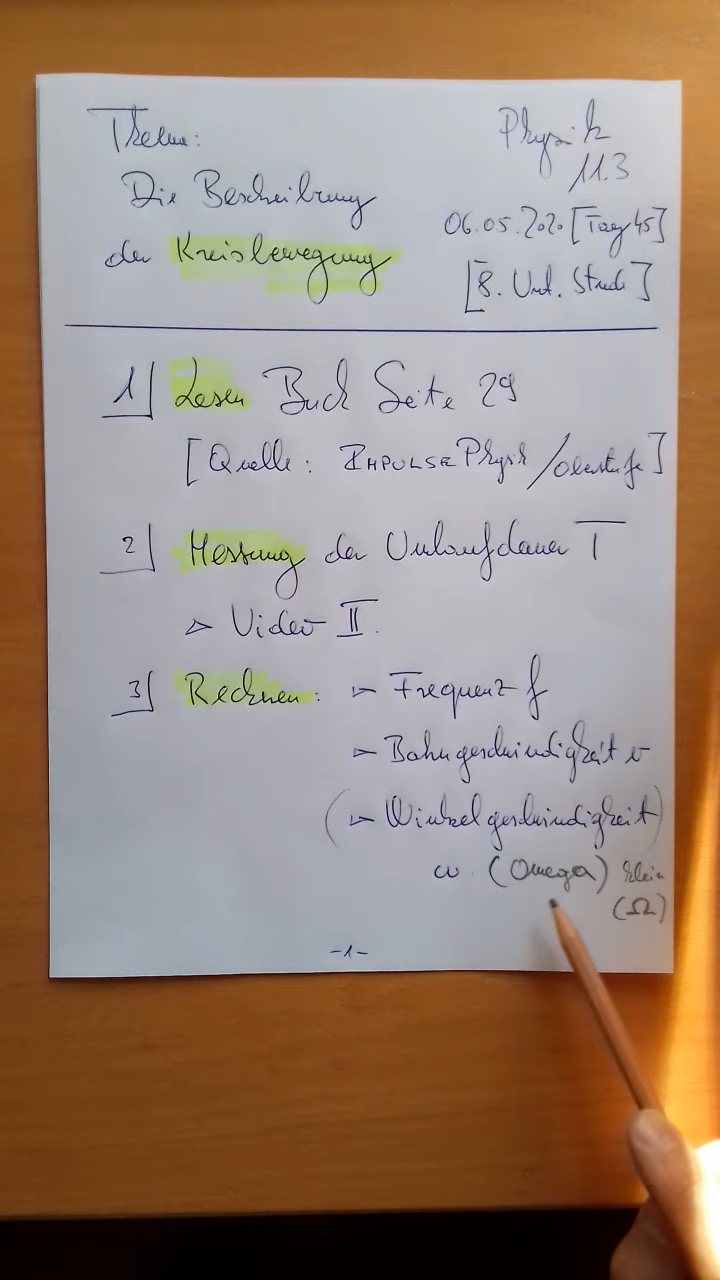 Thema:
Die Beschreibung
der Kreisbewegung
Physik
11.3
06.05.2020 [Tag 45]
[8. Unt. Stunde]
1] Lesen Buch Seite 29
[Quelle: IMPULSE Physik / Oberstufe]
2] Messung der Umlaufdauer T
▻ Video II.
3] Rechnen: ▻ Frequenz f
▻ Bahngeschwindigkeit v
(▻ Winkelgeschwindigkeit)
ω (Omega) klein
(Ω)
-1-